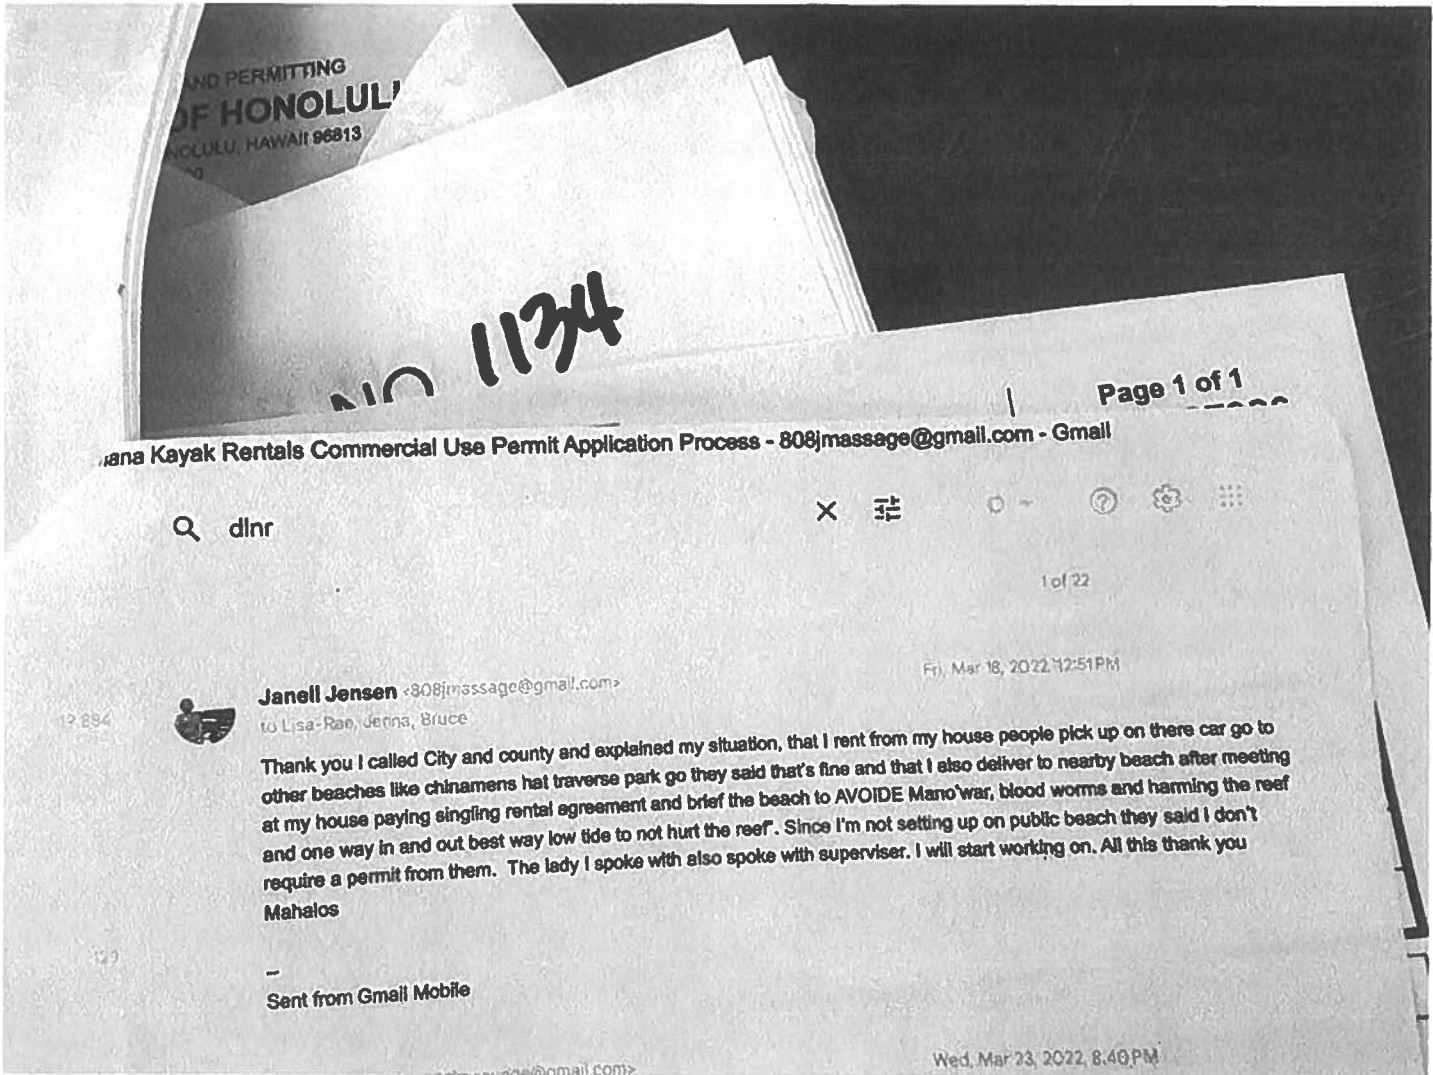 AND PERMITTING
OF HONOLULU
NOLULU, HAWAII 96813
NO 1134
Page 1 of 1
ana Kayak Rentals Commercial Use Permit Application Process - 808jmassage@gmail.com - Gmail
dlnr
1 of 22
Janell Jensen <808jmassage@gmail.com>
Fri, Mar 18, 2022, 12:51 PM
12,894
to Lisa-Rae, Jenna, Bruce
Thank you I called City and county and explained my situation, that I rent from my house people pick up on there car go to
other beaches like chinamens hat traverse park go they said that's fine and that I also deliver to nearby beach after meeting
at my house paying singling rental agreement and brief the beach to AVOIDE Mano'war, blood worms and harming the reef
and one way in and out best way low tide to not hurt the reef". Since I'm not setting up on public beach they said I don't
require a permit from them. The lady I spoke with also spoke with superviser. I will start working on. All this thank you
Mahalos
129
--
Sent from Gmail Mobile
@gmail.com>
Wed, Mar 23, 2022, 8:40 PM